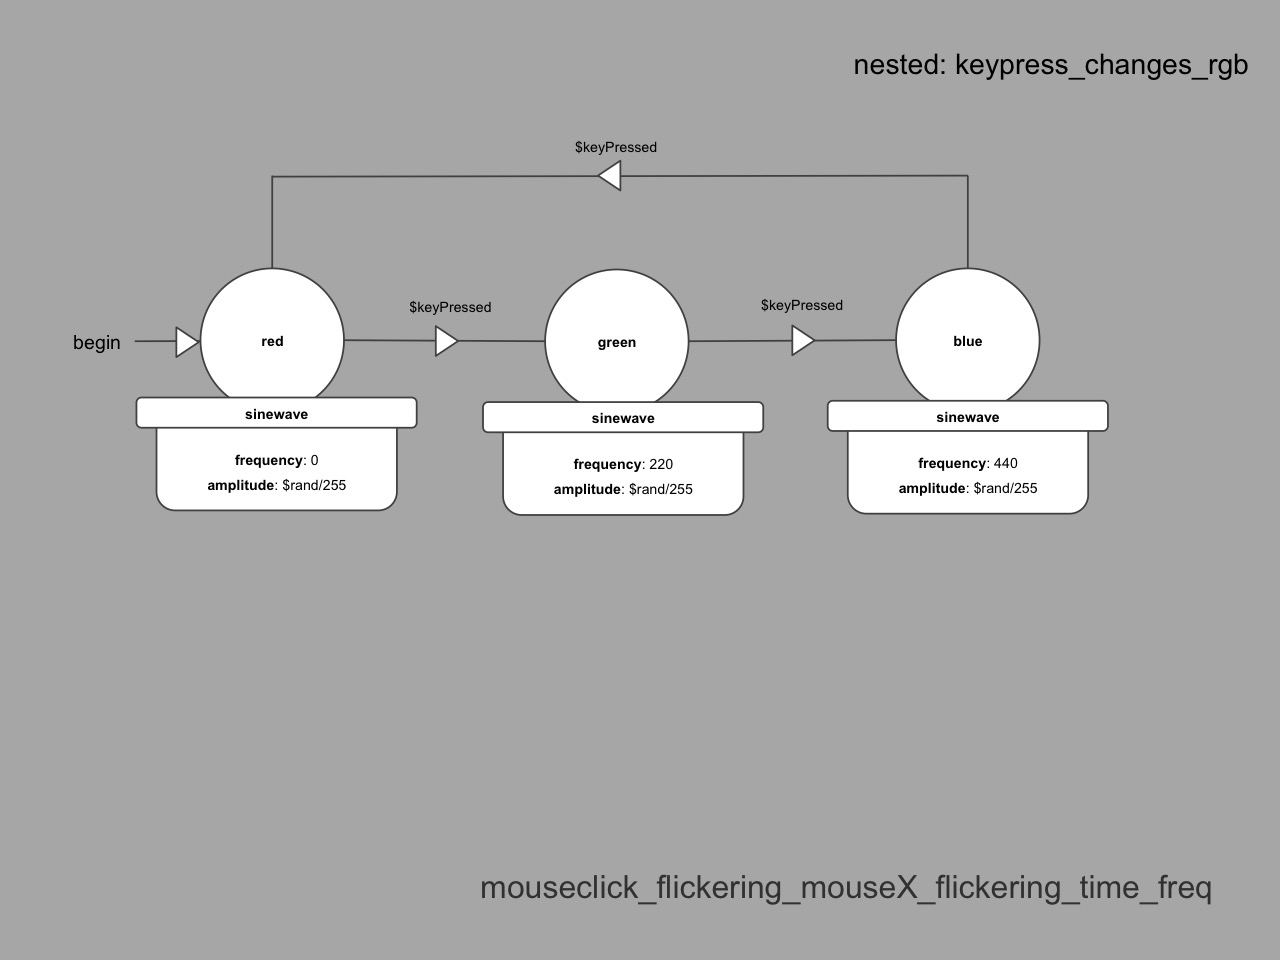 nested: keypress_changes_rgb
$keyPressed
begin
red
$keyPressed
green
$keyPressed
blue
sinewave
frequency: 0
amplitude: $rand/255
sinewave
frequency: 220
amplitude: $rand/255
sinewave
frequency: 440
amplitude: $rand/255
mouseclick_flickering_mouseX_flickering_time_freq